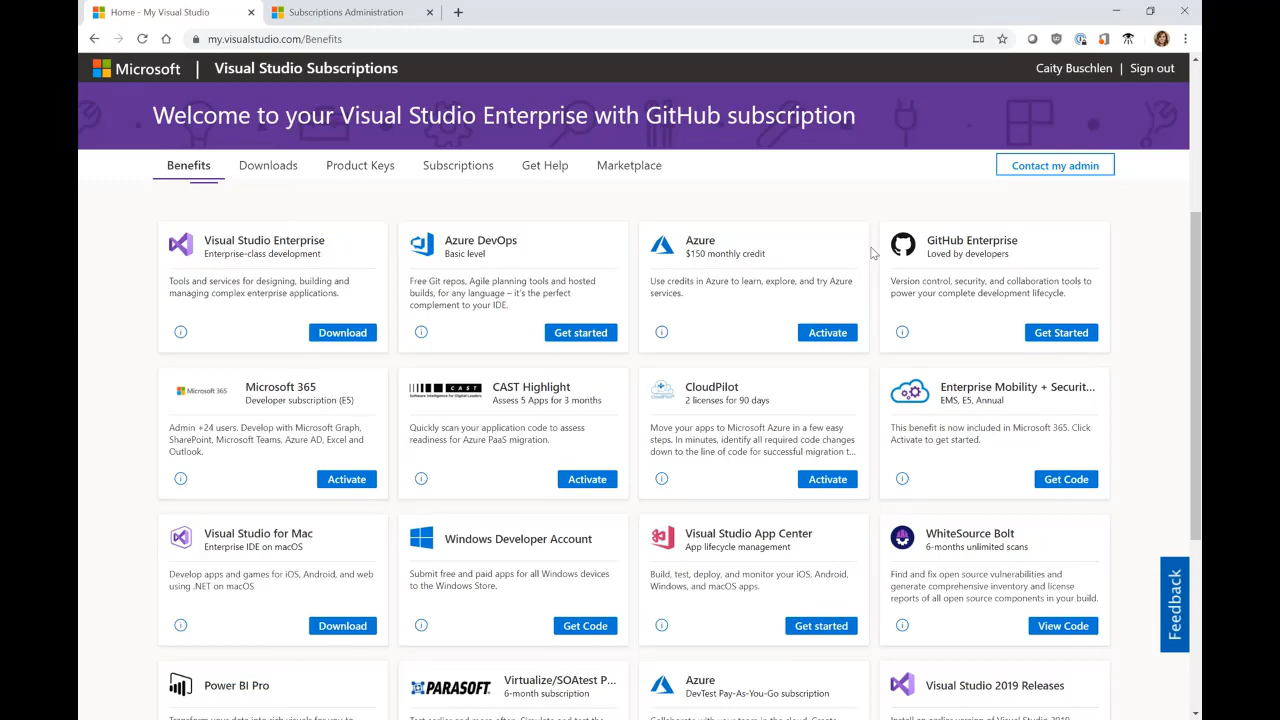 Home - My Visual Studio
Subscriptions Administration
my.visualstudio.com/Benefits
Microsoft | Visual Studio Subscriptions
Caity Buschlen | Sign out
Welcome to your Visual Studio Enterprise with GitHub subscription
Benefits
Downloads
Product Keys
Subscriptions
Get Help
Marketplace
Contact my admin
Visual Studio Enterprise
Enterprise-class development
Tools and services for designing, building and
managing complex enterprise applications.
Download
Azure DevOps
Basic level
Free Git repos, Agile planning tools and hosted
builds, for any language – it's the perfect
complement to your IDE.
Get started
Azure
$150 monthly credit
Use credits in Azure to learn, explore, and try Azure
services.
Activate
GitHub Enterprise
Loved by developers
Version control, security, and collaboration tools to
power your complete development lifecycle.
Get Started
Microsoft 365
Microsoft 365
Developer subscription (E5)
Admin +24 users. Develop with Microsoft Graph,
SharePoint, Microsoft Teams, Azure AD, Excel and
Outlook.
Activate
CAST
Software Intelligence for Digital Leaders
CAST Highlight
Assess 5 Apps for 3 months
Quickly scan your application code to assess
readiness for Azure PaaS migration.
Activate
CloudPilot
CloudPilot
2 licenses for 90 days
Move your apps to Microsoft Azure in a few easy
steps. In minutes, identify all required code changes
down to the line of code for successful migration t...
Activate
Enterprise Mobility + Securit...
EMS, E5, Annual
This benefit is now included in Microsoft 365. Click
Activate to get started.
Get Code
Visual Studio for Mac
Enterprise IDE on macOS
Develop apps and games for iOS, Android, and web
using .NET on macOS
Download
Windows Developer Account
Submit free and paid apps for all Windows devices
to the Windows Store.
Get Code
Visual Studio App Center
App lifecycle management
Build, test, deploy, and monitor your iOS, Android,
Windows, and macOS apps.
Get started
WhiteSource Bolt
6-months unlimited scans
Find and fix open source vulnerabilities and
generate comprehensive inventory and license
reports of all open source components in your build.
View Code
Feedback
Power BI Pro
PARASOFT.
Virtualize/SOAtest P...
6-month subscription
Azure
DevTest Pay-As-You-Go subscription
Visual Studio 2019 Releases